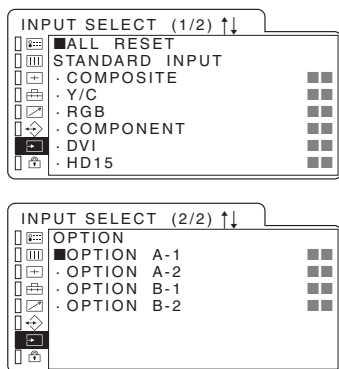 INPUT SELECT (1/2) ↑↓
■ALL RESET
STANDARD INPUT
· COMPOSITE ■■
· Y/C ■■
· RGB ■■
· COMPONENT ■■
· DVI ■■
· HD15 ■■
INPUT SELECT (2/2) ↑↓
OPTION
■OPTION A-1 ■■
· OPTION A-2 ■■
· OPTION B-1 ■■
· OPTION B-2 ■■